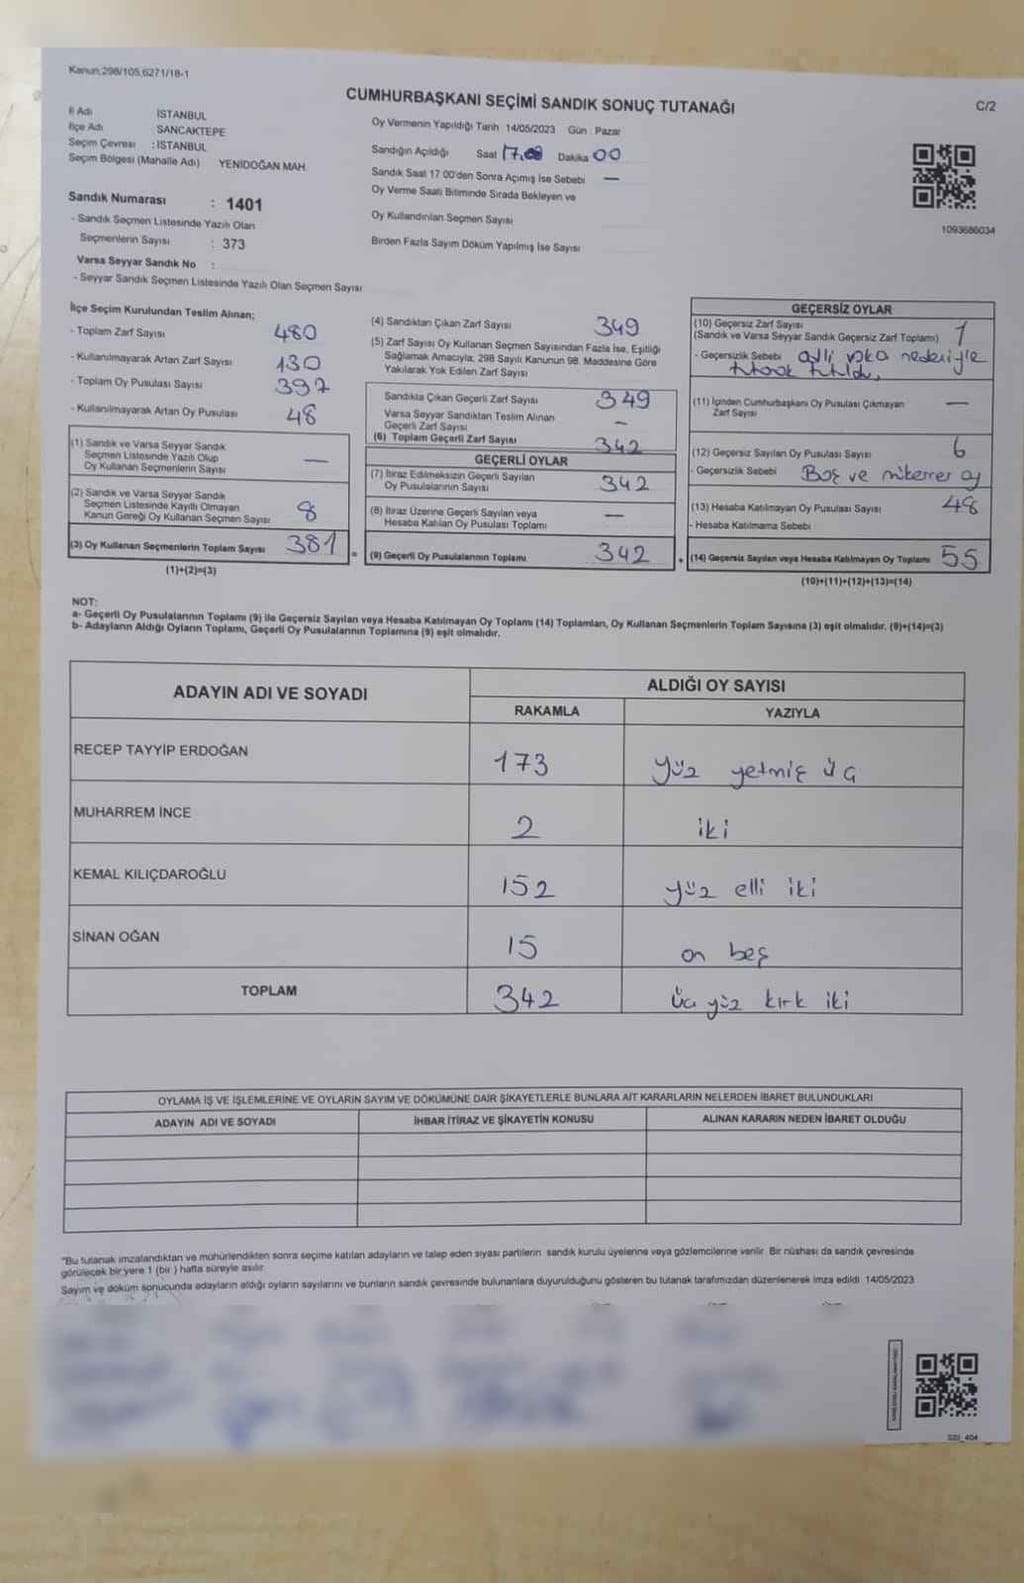 Kanun:298/105,6271/18-1
CUMHURBAŞKANI SEÇİMİ SANDIK SONUÇ TUTANAĞI
C/2
İl Adı İSTANBUL
İlçe Adı SANCAKTEPE
Seçim Çevresi : İSTANBUL
Seçim Bölgesi (Mahalle Adı) YENİDOĞAN MAH.
Oy Vermenin Yapıldığı Tarih 14/05/2023 Gün : Pazar
Sandığın Açıldığı Saat 17.00 Dakika 00
Sandık Saat 17.00'den Sonra Açımış İse Sebebi —
Oy Verme Saati Bitiminde Sırada Bekleyen ve
Oy Kullandırılan Seçmen Sayısı
Birden Fazla Sayım Döküm Yapılmış İse Sayısı
1093686034
Sandık Numarası : 1401
- Sandık Seçmen Listesinde Yazılı Olan
Seçmenlerin Sayısı : 373
Varsa Seyyar Sandık No :
- Seyyar Sandık Seçmen Listesinde Yazılı Olan Seçmen Sayısı
İlçe Seçim Kurulundan Teslim Alınan;
- Toplam Zarf Sayısı 480
- Kullanılmayarak Artan Zarf Sayısı 130
- Toplam Oy Pusulası Sayısı 397
- Kullanılmayarak Artan Oy Pusulası 48
(1) Sandık ve Varsa Seyyar Sandık
Seçmen Listesinde Yazılı Olup
Oy Kullanan Seçmenlerin Sayısı —
(2) Sandık ve Varsa Seyyar Sandık
Seçmen Listesinde Kayıtlı Olmayan
Kanun Gereği Oy Kullanan Seçmen Sayısı 8
(3) Oy Kullanan Seçmenlerin Toplam Sayısı 381
(1)+(2)=(3)
(4) Sandıktan Çıkan Zarf Sayısı 349
(5) Zarf Sayısı Oy Kullanan Seçmen Sayısından Fazla İse, Eşitliği
Sağlamak Amacıyla; 298 Sayılı Kanunun 98. Maddesine Göre
Yakılarak Yok Edilen Zarf Sayısı
Sandıkta Çıkan Geçerli Zarf Sayısı 349
Varsa Seyyar Sandıktan Teslim Alınan
Geçerli Zarf Sayısı —
(6) Toplam Geçerli Zarf Sayısı 342
GEÇERLİ OYLAR
(7) İtiraz Edilmeksizin Geçerli Sayılan
Oy Pusulalarının Sayısı 342
(8) İtiraz Üzerine Geçerli Sayılan veya
Hesaba Katılan Oy Pusulası Toplamı —
= (9) Geçerli Oy Pusulalarının Toplamı 342
GEÇERSİZ OYLAR
(10) Geçersiz Zarf Sayısı
(Sandık ve Varsa Seyyar Sandık Geçersiz Zarf Toplamı) 1
- Geçersizlik Sebebi nedeniyle
(11) İçinden Cumhurbaşkanı Oy Pusulası Çıkmayan
Zarf Sayısı —
(12) Geçersiz Sayılan Oy Pusulası Sayısı 6
- Geçersizlik Sebebi Boş ve mükerrer oy
(13) Hesaba Katılmayan Oy Pusulası Sayısı 48
- Hesaba Katılmama Sebebi
+ (14) Geçersiz Sayılan veya Hesaba Katılmayan Oy Toplamı 55
(10)+(11)+(12)+(13)=(14)
NOT:
a- Geçerli Oy Pusulalarının Toplamı (9) ile Geçersiz Sayılan veya Hesaba Katılmayan Oy Toplamı (14) Toplamları, Oy Kullanan Seçmenlerin Toplam Sayısına (3) eşit olmalıdır. (9)+(14)=(3)
b- Adayların Aldığı Oyların Toplamı, Geçerli Oy Pusulalarının Toplamına (9) eşit olmalıdır.
ADAYIN ADI VE SOYADI
ALDIĞI OY SAYISI
RAKAMLA YAZIYLA
RECEP TAYYİP ERDOĞAN 173 yüz yetmiş üç
MUHARREM İNCE 2 iki
KEMAL KILIÇDAROĞLU 152 yüz elli iki
SİNAN OĞAN 15 on beş
TOPLAM 342 üç yüz kırk iki
OYLAMA İŞ VE İŞLEMLERİNE VE OYLARIN SAYIM VE DÖKÜMÜNE DAİR ŞİKAYETLERLE BUNLARA AİT KARARLARIN NELERDEN İBARET BULUNDUKLARI
ADAYIN ADI VE SOYADI İHBAR İTİRAZ VE ŞİKAYETİN KONUSU ALINAN KARARIN NEDEN İBARET OLDUĞU
"Bu tutanak imzalandıktan ve mühürlendikten sonra seçime katılan adayların ve talep eden siyasi partilerin sandık kurulu üyelerine veya gözlemcilerine verilir. Bir nüshası da sandık çevresinde
görülecek bir yere 1 (bir) hafta süreyle asılır.
Sayım ve döküm sonucunda adayların aldığı oyların sayılarını ve bunların sandık çevresinde bulunanlara duyurulduğunu gösteren bu tutanak tarafımızdan düzenlenerek imza edildi. 14/05/2023